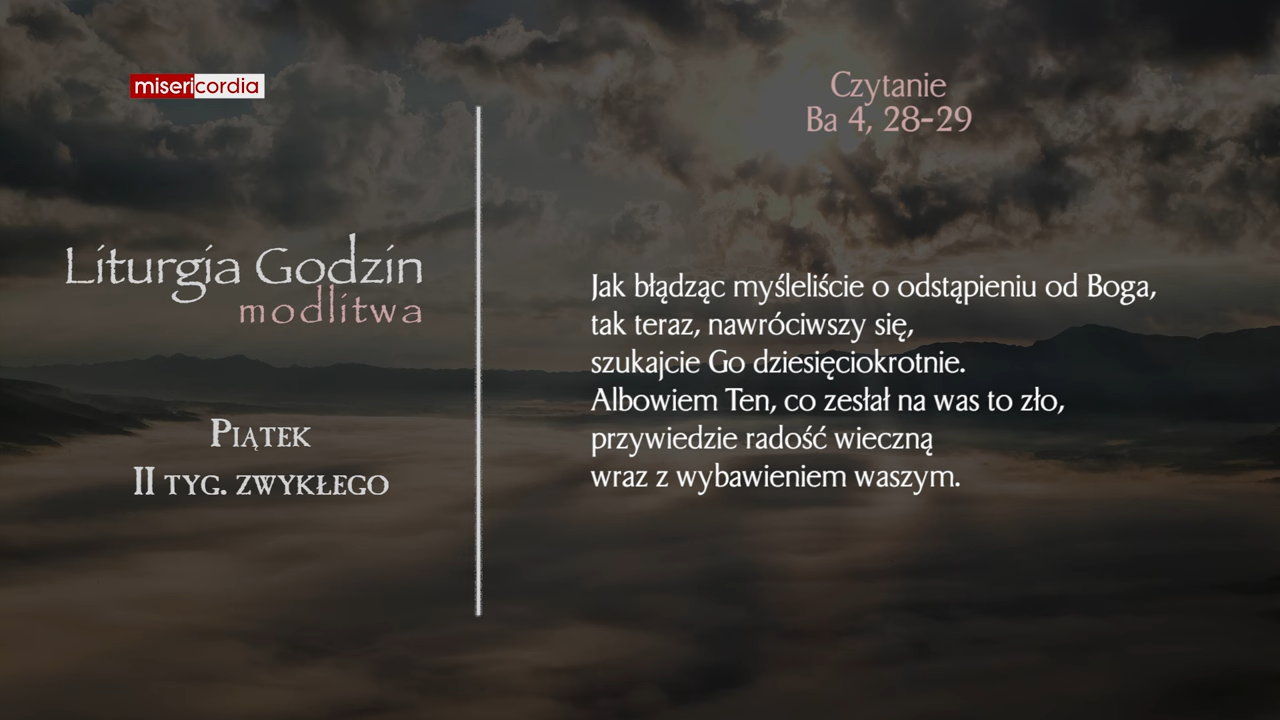 misericordia
Liturgia Godzin
modlitwa
Piątek
II tyg. zwykłego
Czytanie
Ba 4, 28-29
Jak błądząc myśleliście o odstąpieniu od Boga,
tak teraz, nawróciwszy się,
szukajcie Go dziesięciokrotnie.
Albowiem Ten, co zesłał na was to zło,
przywiedzie radość wieczną
wraz z wybawieniem waszym.